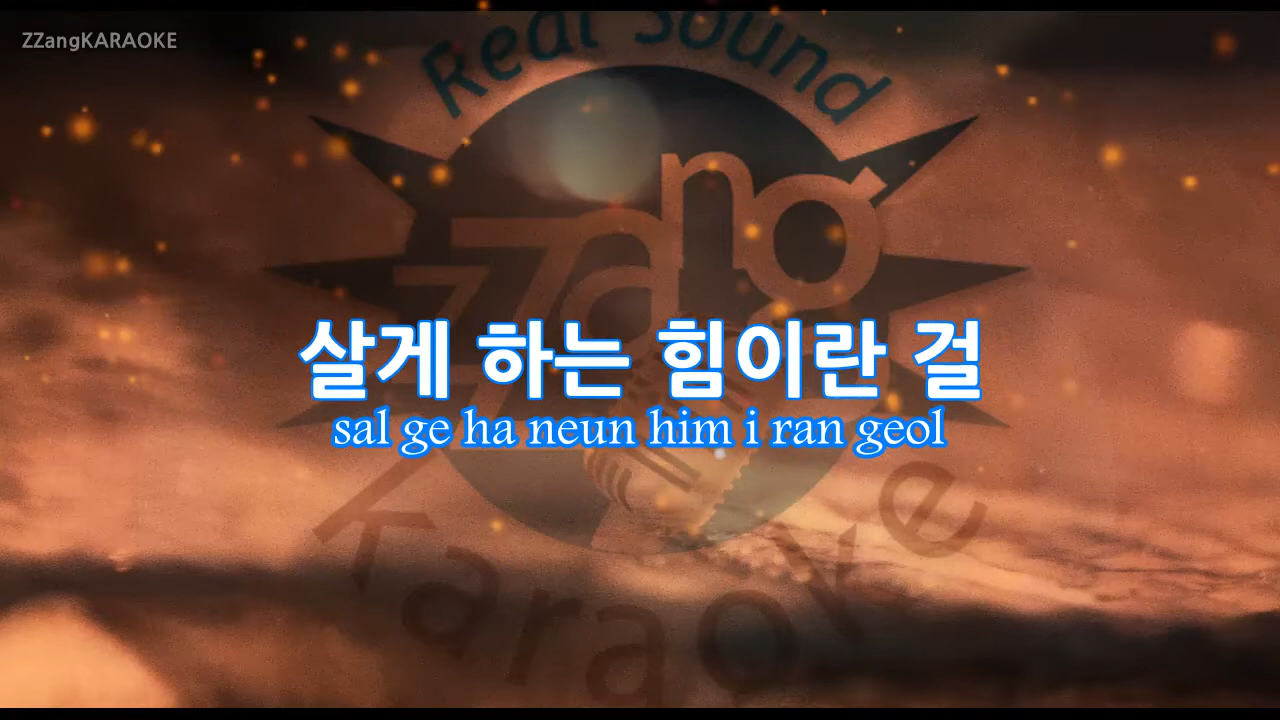 ZZangKARAOKE
Real Sound
ZZang
살게 하는 힘이란 걸
sal ge ha neun him i ran geol
Karaoke